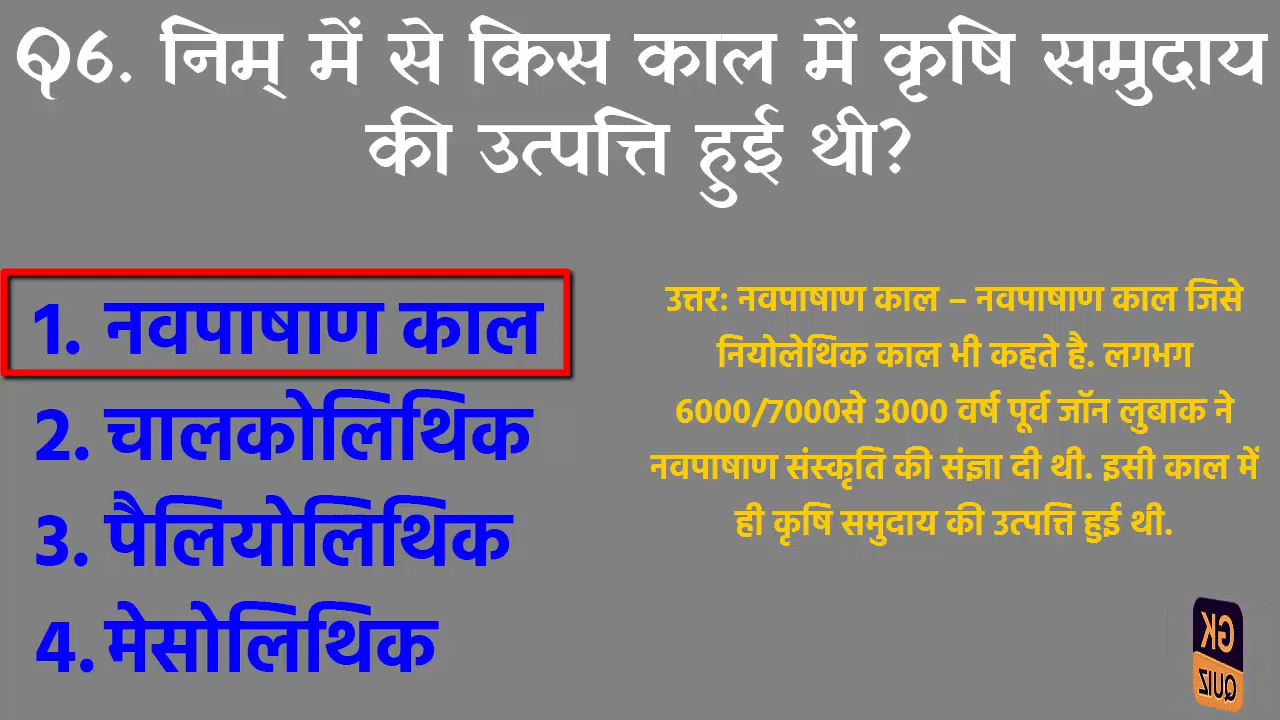 Q6. निम् में से किस काल में कृषि समुदाय
की उत्पत्ति हुई थी?
1. नवपाषाण काल
2. चालकोलिथिक
3. पैलियोलिथिक
4. मेसोलिथिक
उत्तर: नवपाषाण काल – नवपाषाण काल जिसे
नियोलेथिक काल भी कहते है. लगभग
6000/7000से 3000 वर्ष पूर्व जॉन लुबाक ने
नवपाषाण संस्कृति की संज्ञा दी थी. इसी काल में
ही कृषि समुदाय की उत्पत्ति हुई थी.
GK
QUIZ